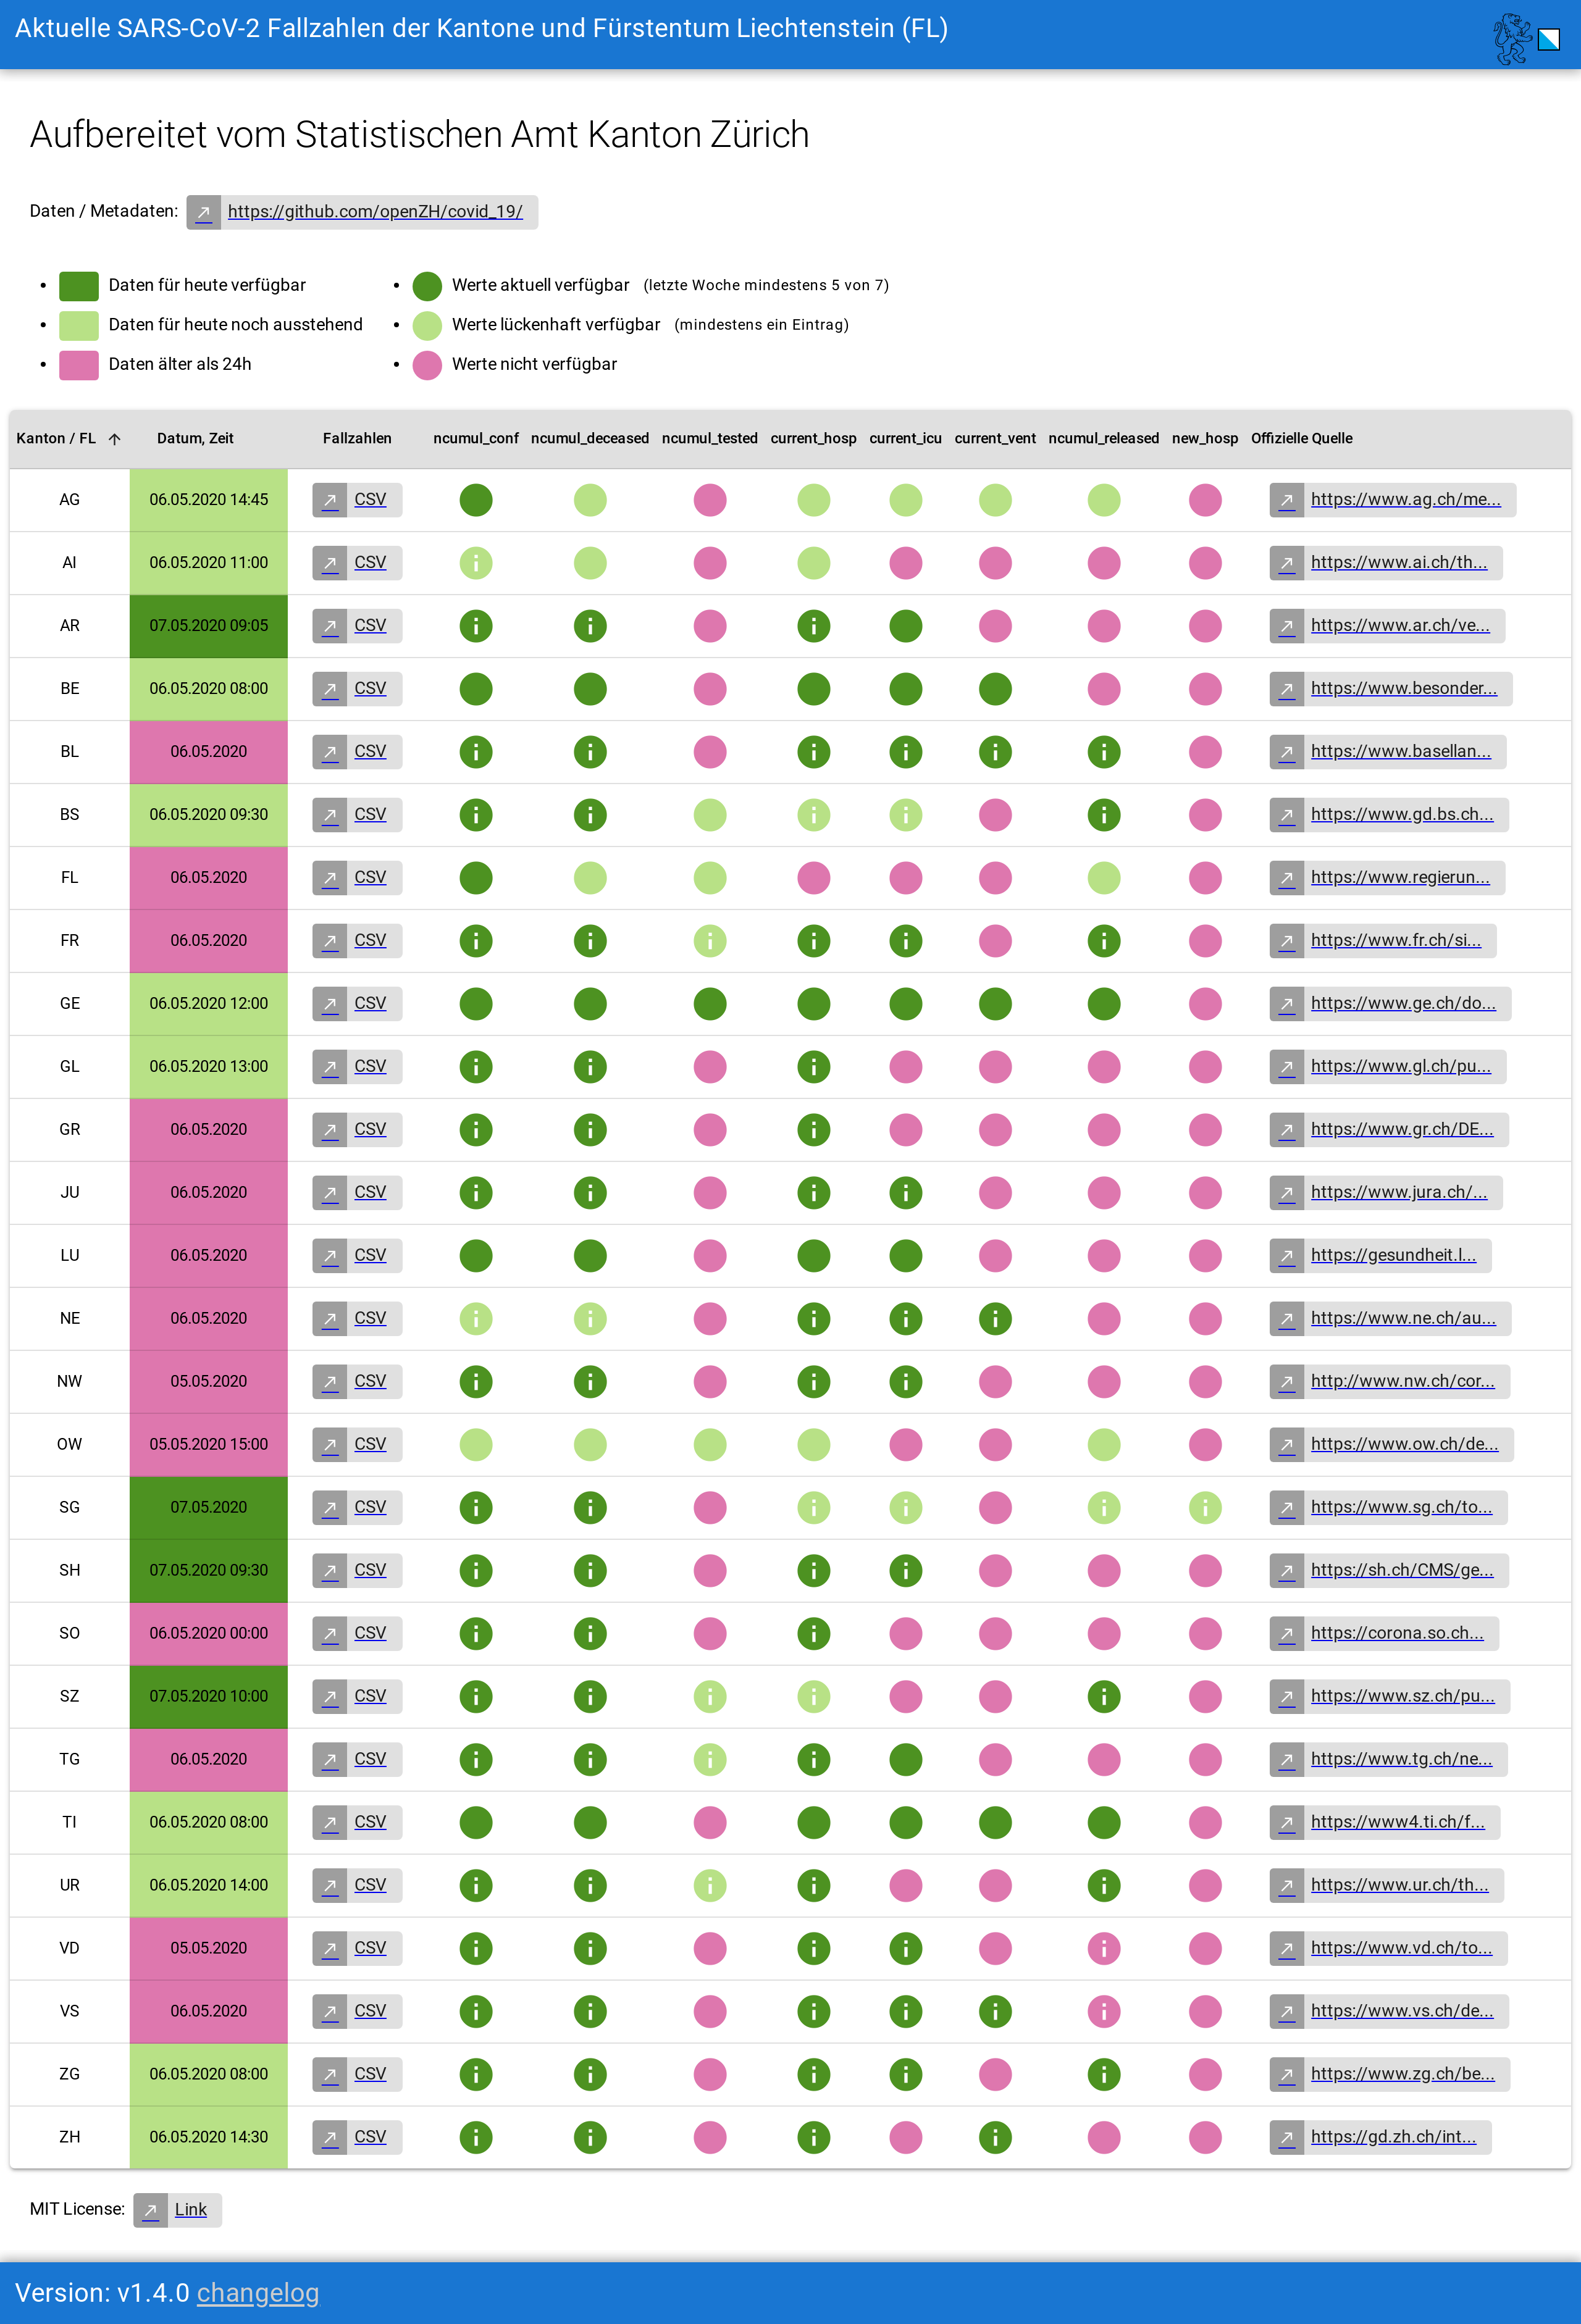 Aktuelle SARS-CoV-2 Fallzahlen der Kantone und Fürstentum Liechtenstein (FL)
Aufbereitet vom Statistischen Amt Kanton Zürich
Daten / Metadaten: https://github.com/openZH/covid_19/
Daten für heute verfügbar
Daten für heute noch ausstehend
Daten älter als 24h
Werte aktuell verfügbar (letzte Woche mindestens 5 von 7)
Werte lückenhaft verfügbar (mindestens ein Eintrag)
Werte nicht verfügbar
Kanton / FL Datum, Zeit Fallzahlen ncumul_conf ncumul_deceased ncumul_tested current_hosp current_icu current_vent ncumul_released new_hosp Offizielle Quelle
AG 06.05.2020 14:45 CSV https://www.ag.ch/me...
AI 06.05.2020 11:00 CSV https://www.ai.ch/th...
AR 07.05.2020 09:05 CSV https://www.ar.ch/ve...
BE 06.05.2020 08:00 CSV https://www.besonder...
BL 06.05.2020 CSV https://www.basellan...
BS 06.05.2020 09:30 CSV https://www.gd.bs.ch...
FL 06.05.2020 CSV https://www.regierun...
FR 06.05.2020 CSV https://www.fr.ch/si...
GE 06.05.2020 12:00 CSV https://www.ge.ch/do...
GL 06.05.2020 13:00 CSV https://www.gl.ch/pu...
GR 06.05.2020 CSV https://www.gr.ch/DE...
JU 06.05.2020 CSV https://www.jura.ch/...
LU 06.05.2020 CSV https://gesundheit.l...
NE 06.05.2020 CSV https://www.ne.ch/au...
NW 05.05.2020 CSV http://www.nw.ch/cor...
OW 05.05.2020 15:00 CSV https://www.ow.ch/de...
SG 07.05.2020 CSV https://www.sg.ch/to...
SH 07.05.2020 09:30 CSV https://sh.ch/CMS/ge...
SO 06.05.2020 00:00 CSV https://corona.so.ch...
SZ 07.05.2020 10:00 CSV https://www.sz.ch/pu...
TG 06.05.2020 CSV https://www.tg.ch/ne...
TI 06.05.2020 08:00 CSV https://www4.ti.ch/f...
UR 06.05.2020 14:00 CSV https://www.ur.ch/th...
VD 05.05.2020 CSV https://www.vd.ch/to...
VS 06.05.2020 CSV https://www.vs.ch/de...
ZG 06.05.2020 08:00 CSV https://www.zg.ch/be...
ZH 06.05.2020 14:30 CSV https://gd.zh.ch/int...
MIT License: Link
Version: v1.4.0 changelog